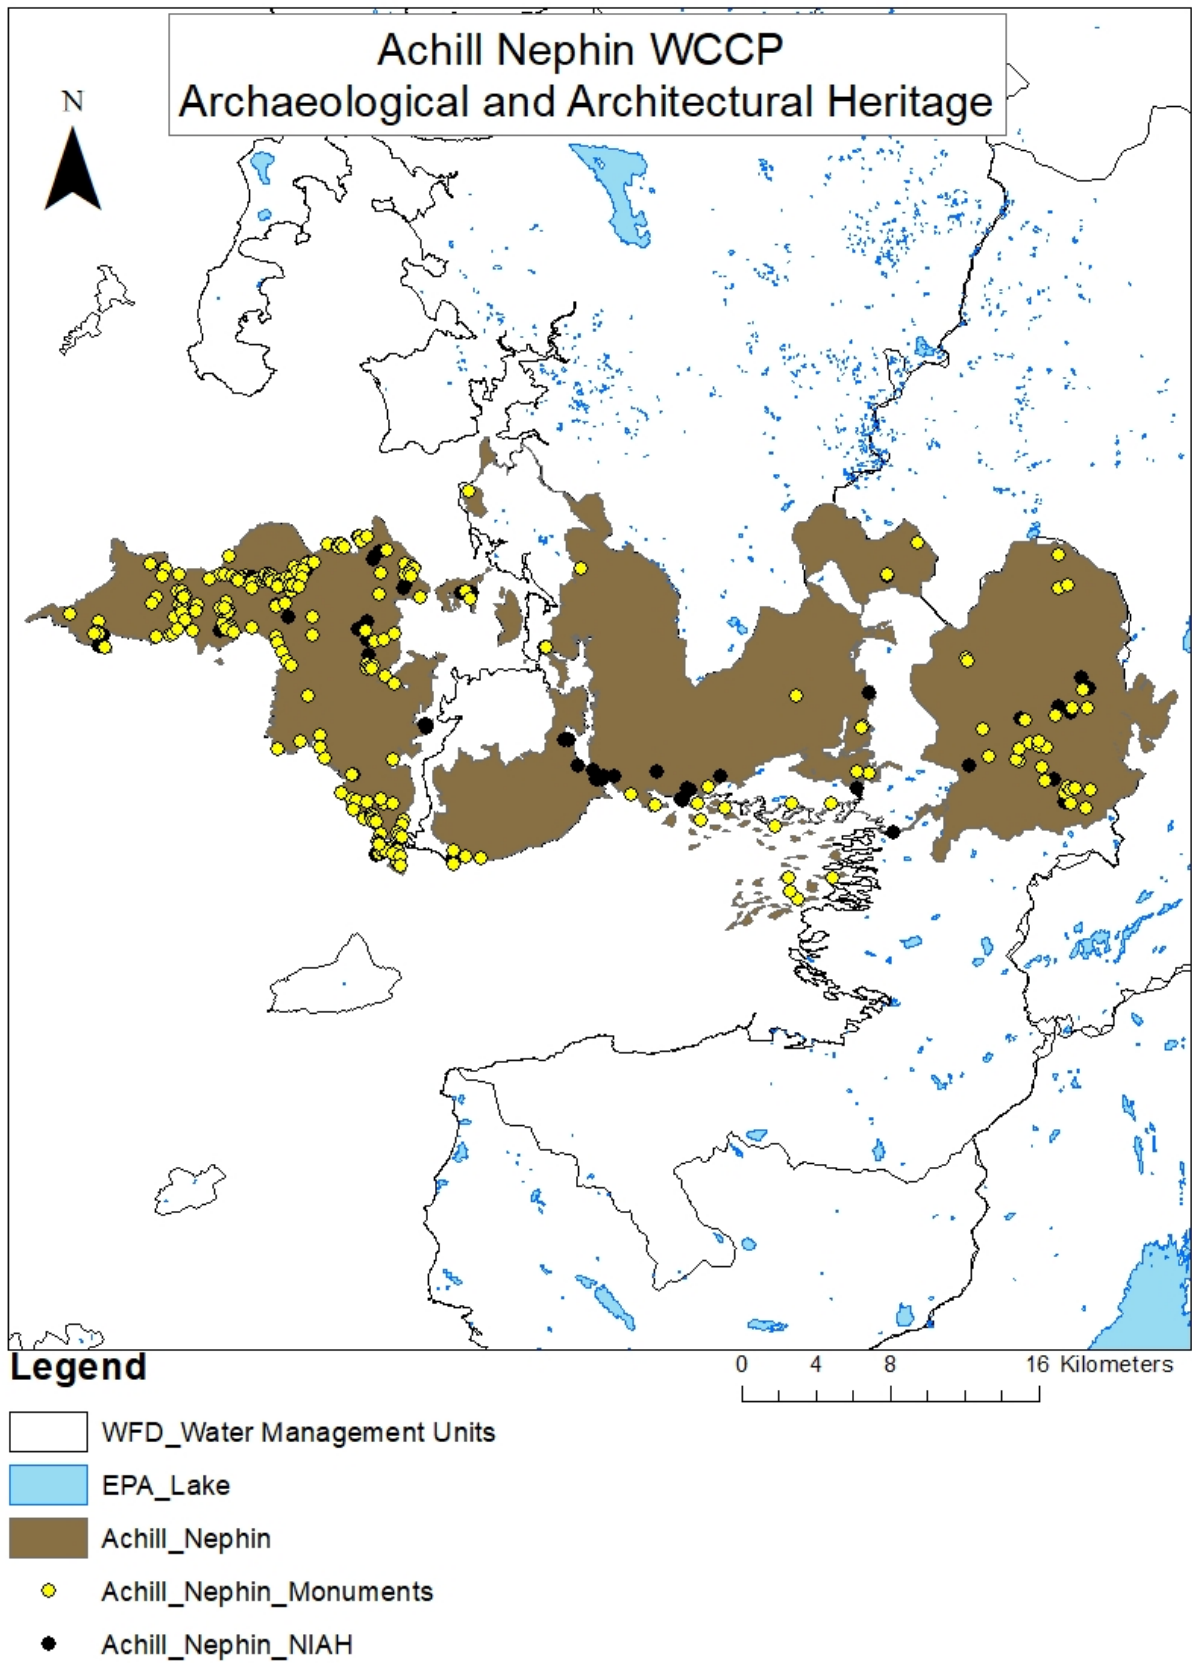 Achill Nephin WCCP
Archaeological and Architectural Heritage
N
Legend
0 4 8 16 Kilometers
WFD_Water Management Units
EPA_Lake
Achill_Nephin
Achill_Nephin_Monuments
Achill_Nephin_NIAH